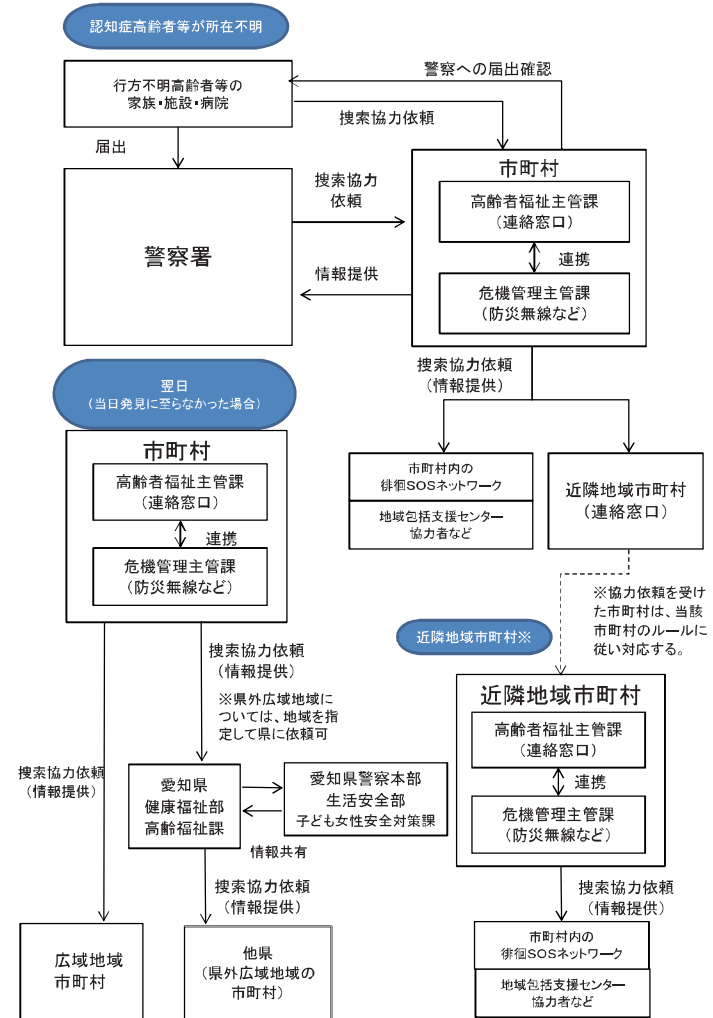 認知症高齢者等が所在不明
警察への届出確認
行方不明高齢者等の
家族・施設・病院
捜索協力依頼
届出
市町村
高齢者福祉主管課
（連絡窓口）
連携
危機管理主管課
（防災無線など）
捜索協力
依頼
警察署
情報提供
捜索協力依頼
（情報提供）
市町村内の
徘徊SOSネットワーク
地域包括支援センター
協力者など
近隣地域市町村
（連絡窓口）
※協力依頼を受け
た市町村は、当該
市町村のルールに
従い対応する。
近隣地域市町村※
近隣地域市町村
高齢者福祉主管課
（連絡窓口）
連携
危機管理主管課
（防災無線など）
捜索協力依頼
（情報提供）
市町村内の
徘徊SOSネットワーク
地域包括支援センター
協力者など
翌日
（当日発見に至らなかった場合）
市町村
高齢者福祉主管課
（連絡窓口）
連携
危機管理主管課
（防災無線など）
捜索協力依頼
（情報提供）
※県外広域地域に
ついては、地域を指
定して県に依頼可
捜索協力依頼
（情報提供）
愛知県
健康福祉部
高齢福祉課
愛知県警察本部
生活安全部
子ども女性安全対策課
情報共有
捜索協力依頼
（情報提供）
広域地域
市町村
他県
（県外広域地域の
市町村）